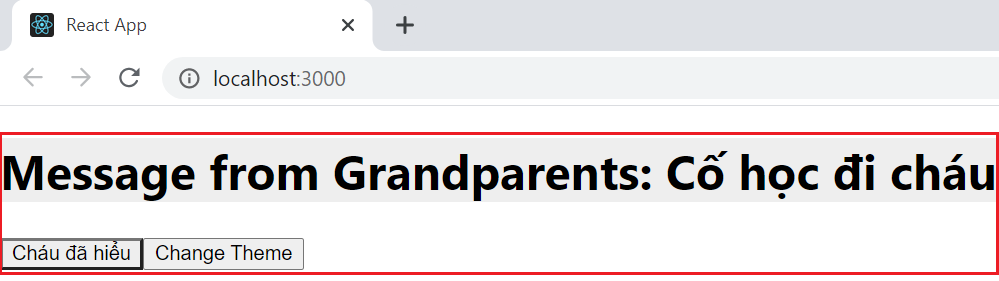 React App
localhost:3000
Message from Grandparents: Cố học đi cháu
Cháu đã hiểu Change Theme